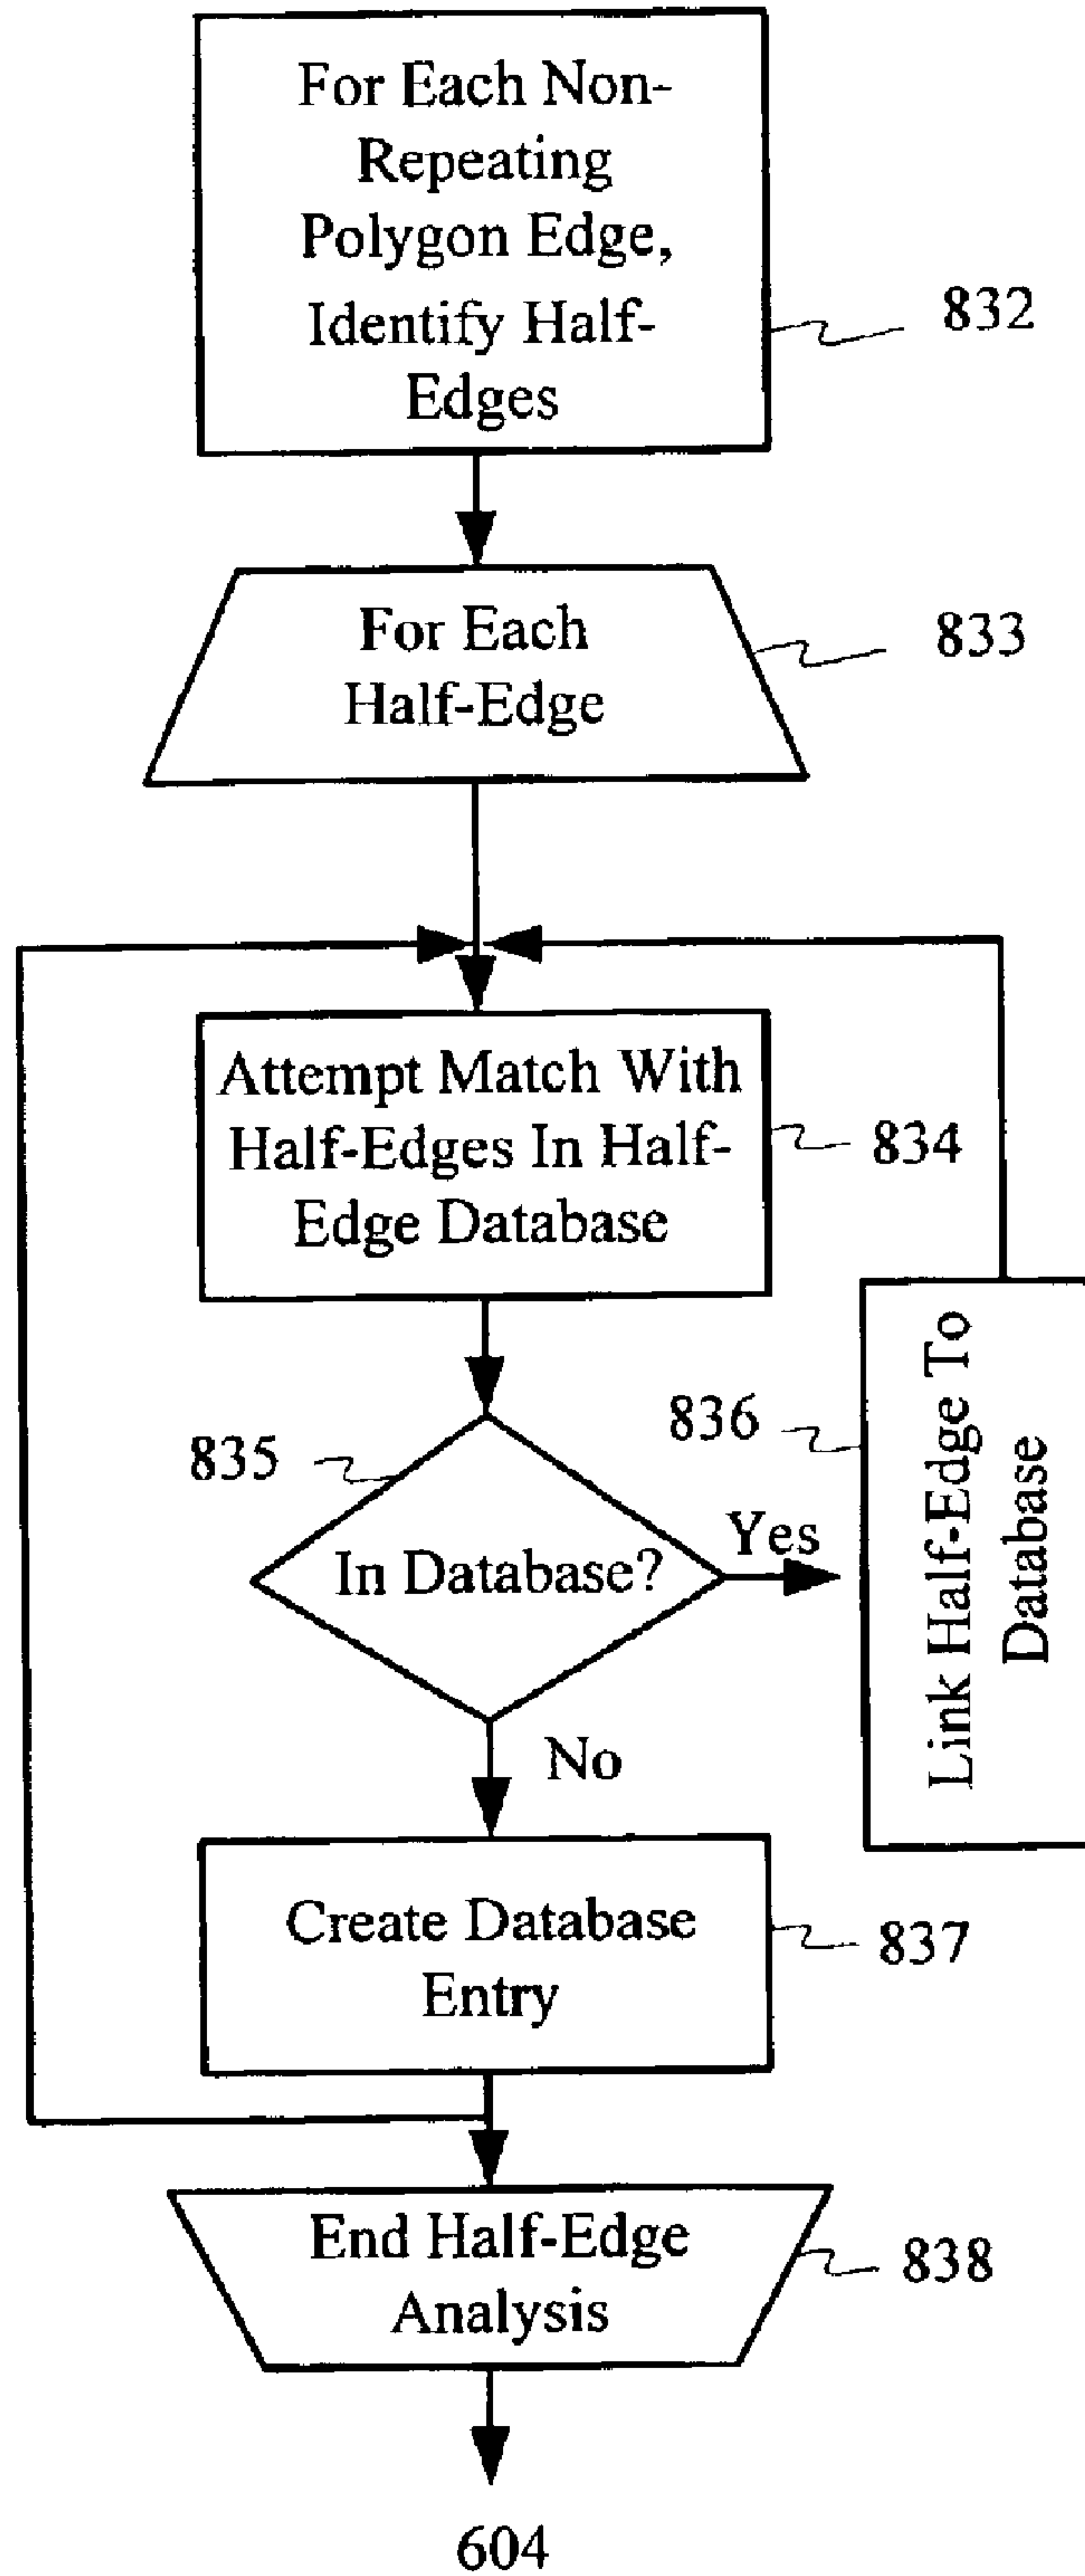 For Each Non-
Repeating
Polygon Edge,
Identify Half-
Edges
832
For Each
Half-Edge
833
Attempt Match With
Half-Edges In Half-
Edge Database
834
835
In Database?
Yes
836
Link Half-Edge To
Database
No
Create Database
Entry
837
End Half-Edge
Analysis
838
604